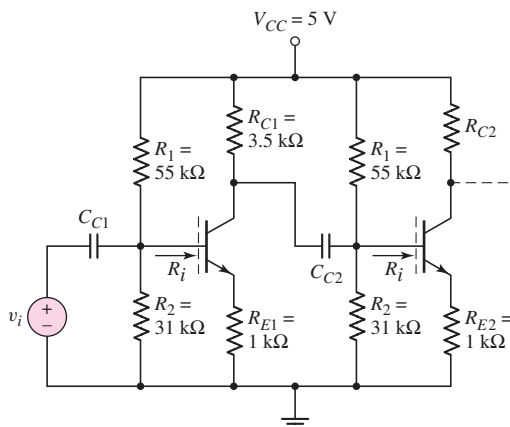 V_CC = 5 V
R_C1 =
3.5 kΩ
R_C2
R_1 =
55 kΩ
R_1 =
55 kΩ
C_C1
R_i
C_C2
R_i
v_i
+
−
R_2 =
31 kΩ
R_E1 =
1 kΩ
R_2 =
31 kΩ
R_E2 =
1 kΩ